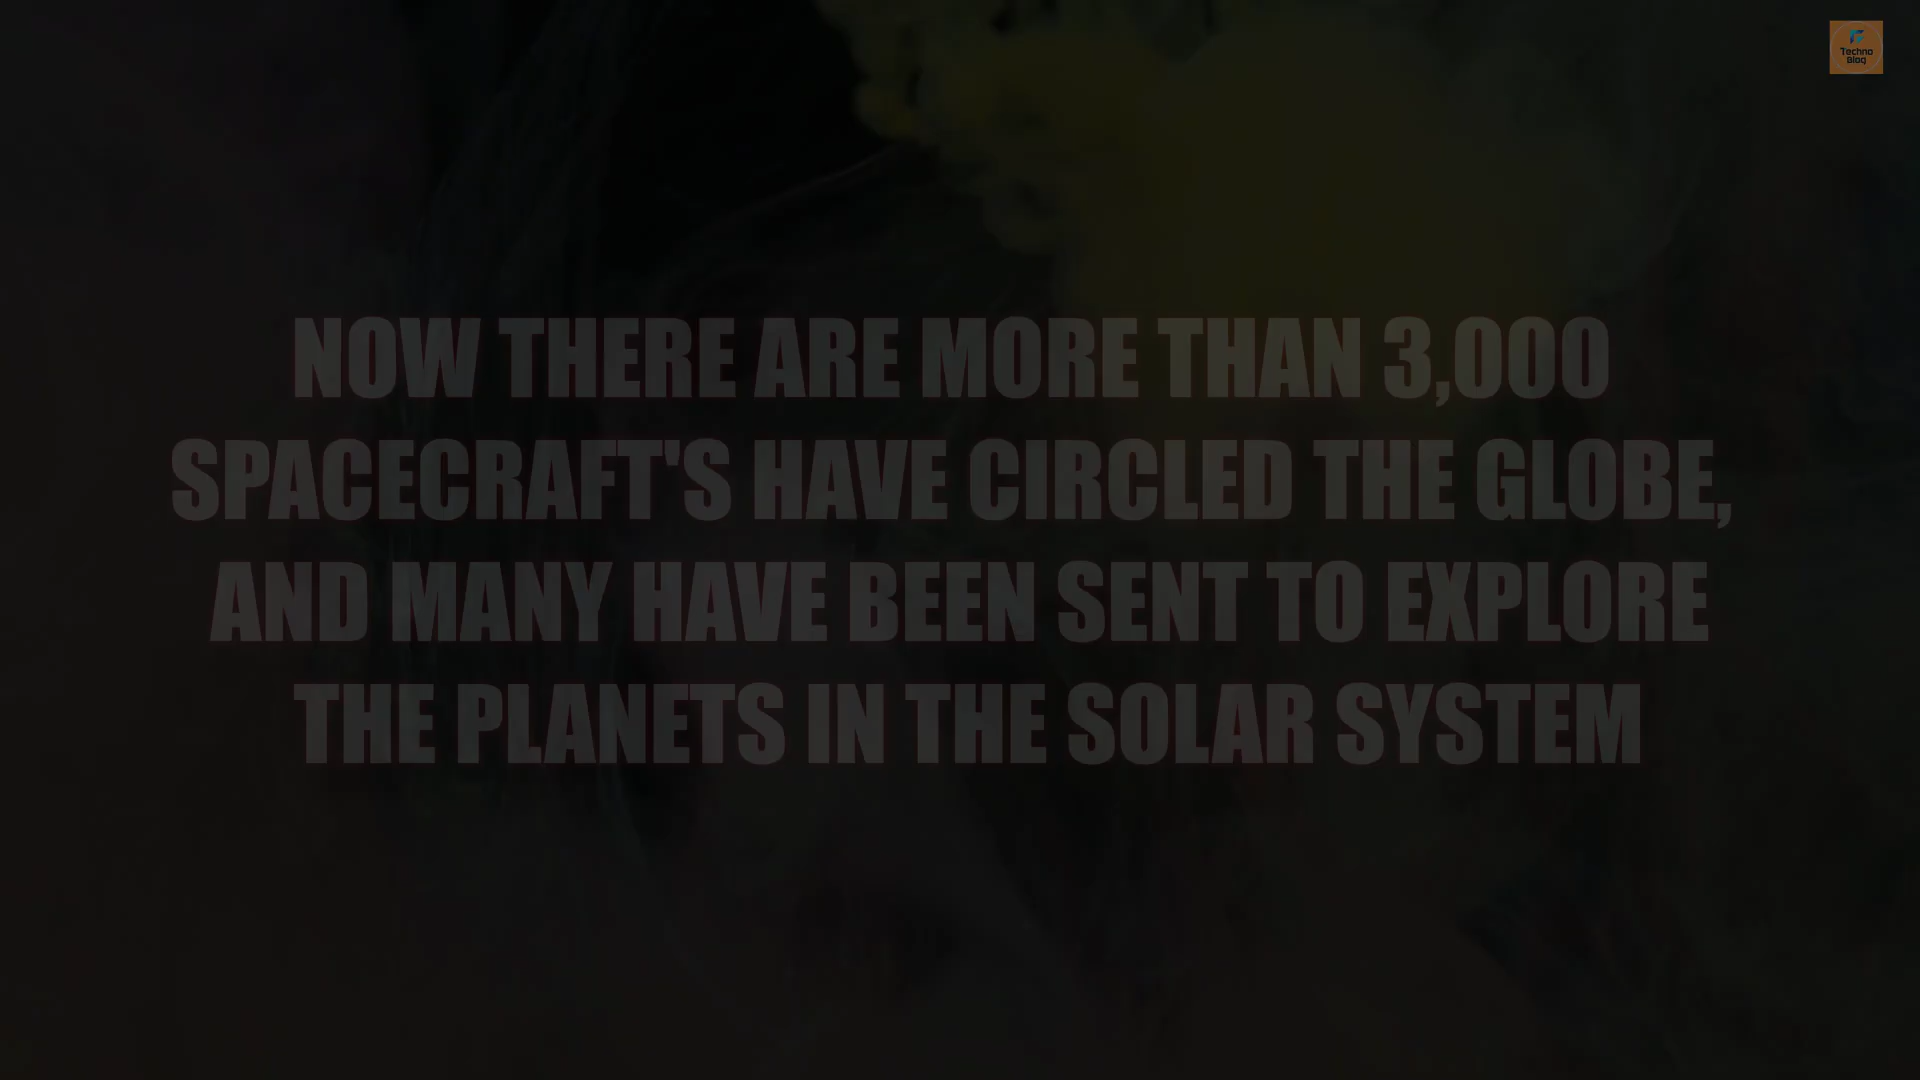 Techno
Blog
NOW THERE ARE MORE THAN 3,000
SPACECRAFT'S HAVE CIRCLED THE GLOBE,
AND MANY HAVE BEEN SENT TO EXPLORE
THE PLANETS IN THE SOLAR SYSTEM